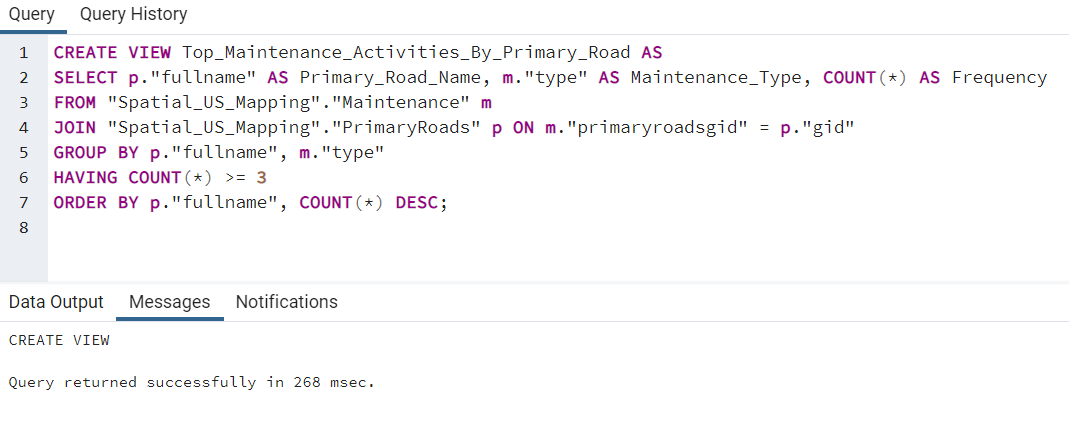 Query Query History
1 CREATE VIEW Top_Maintenance_Activities_By_Primary_Road AS
2 SELECT p."fullname" AS Primary_Road_Name, m."type" AS Maintenance_Type, COUNT(*) AS Frequency
3 FROM "Spatial_US_Mapping"."Maintenance" m
4 JOIN "Spatial_US_Mapping"."PrimaryRoads" p ON m."primaryroadsgid" = p."gid"
5 GROUP BY p."fullname", m."type"
6 HAVING COUNT(*) >= 3
7 ORDER BY p."fullname", COUNT(*) DESC;
8
Data Output Messages Notifications
CREATE VIEW
Query returned successfully in 268 msec.